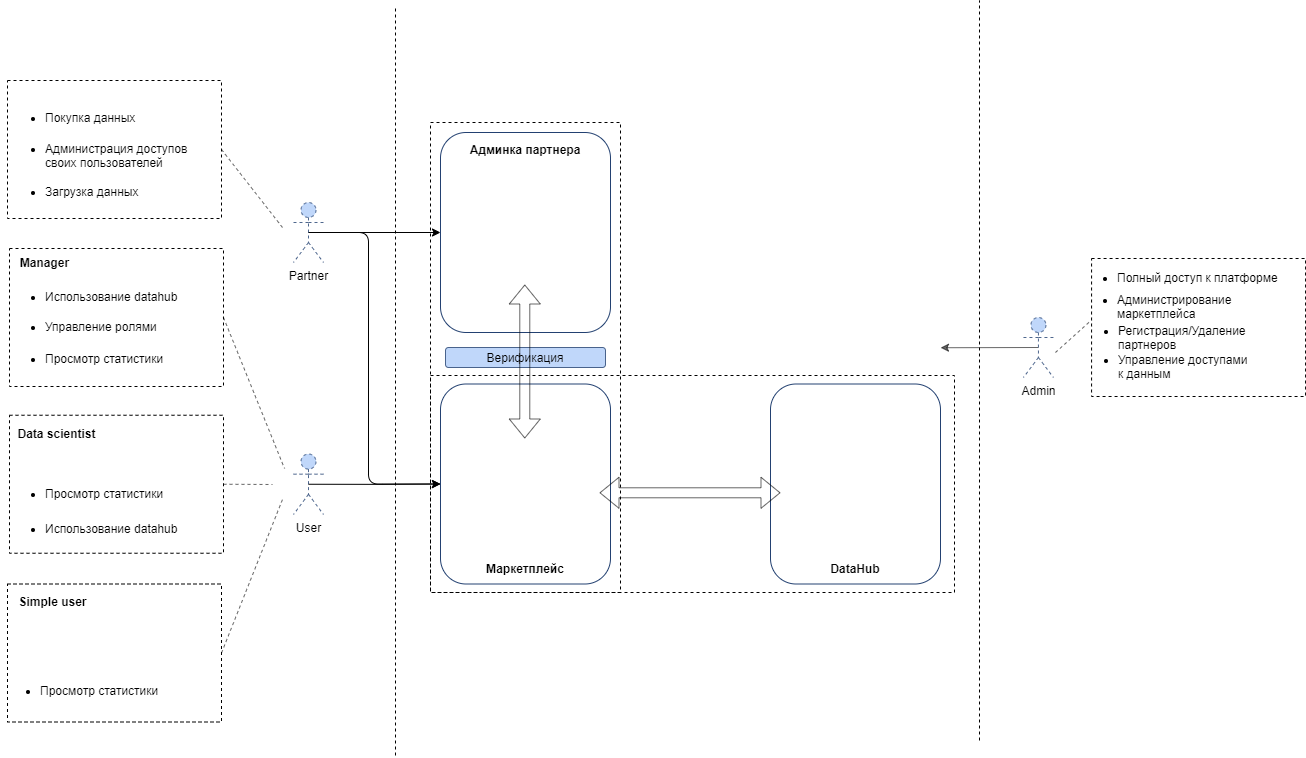 Покупка данных
Администрация доступов
своих пользователей
Загрузка данных
Manager
Использование datahub
Управление ролями
Просмотр статистики
Data scientist
Просмотр статистики
Использование datahub
Simple user
Просмотр статистики
Partner
User
Админка партнера
Верификация
Маркетплейс
DataHub
Admin
Полный доступ к платформе
Администрирование
маркетплейса
Регистрация/Удаление
партнеров
Управление доступами
к данным